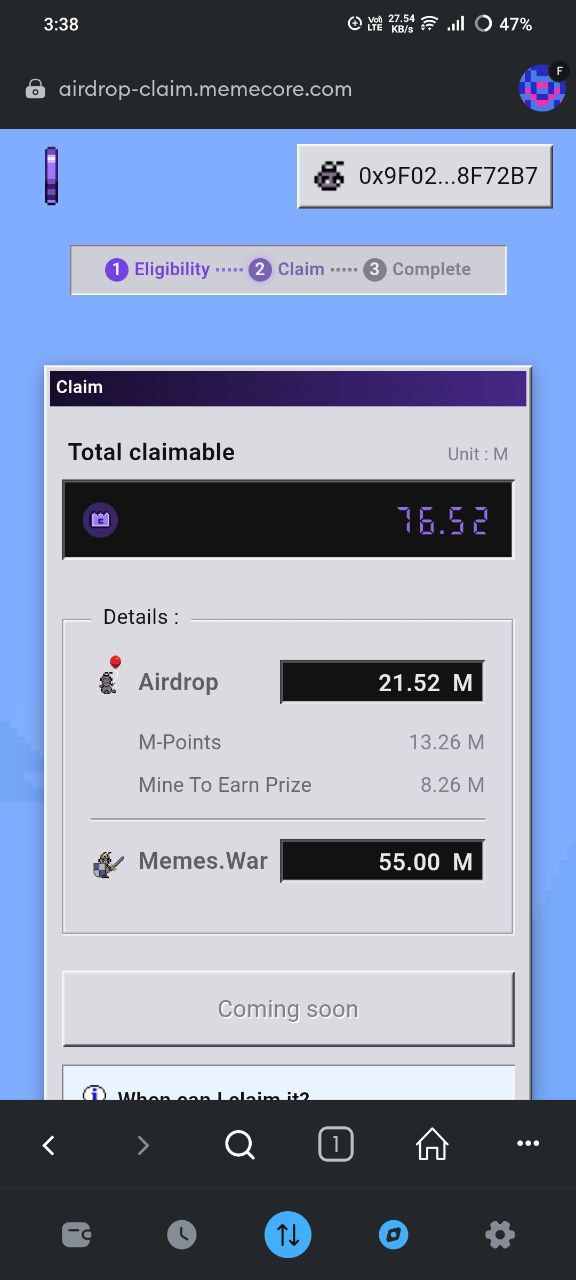 3:38
Vo)
LTE
27.54
KB/s
47%
airdrop-claim.memecore.com
F
0x9F02...8F72B7
1 Eligibility ····· 2 Claim ····· 3 Complete
Claim
Total claimable
Unit : M
76.52
Details :
Airdrop
21.52 M
M-Points
13.26 M
Mine To Earn Prize
8.26 M
Memes.War
55.00 M
Coming soon
When can I claim it?
1